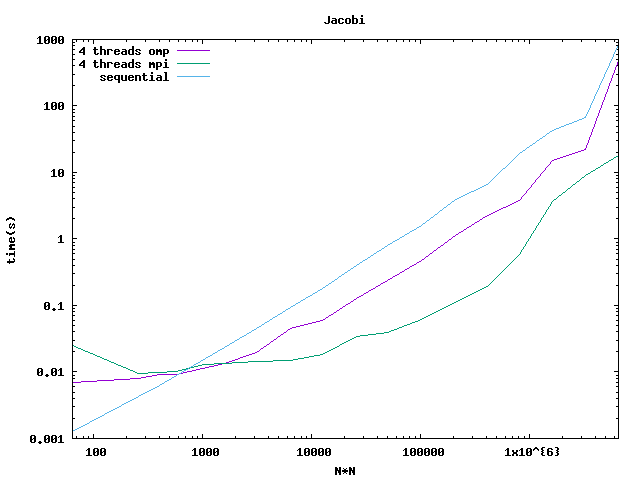 Jacobi
1000
100
10
1
0.1
0.01
0.001
4 threads omp
4 threads mpi
sequential
time(s)
100 1000 10000 100000 1x10^{6}
N*N